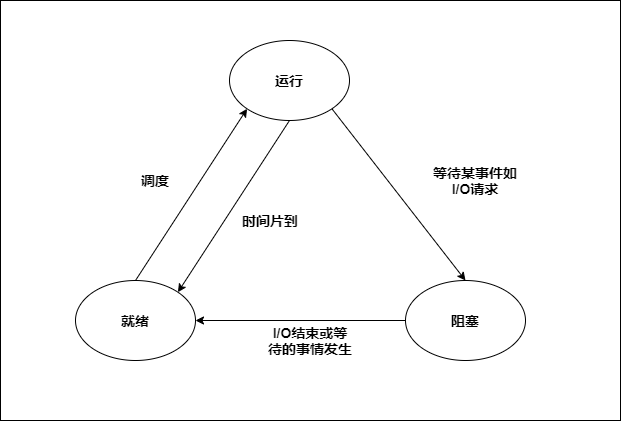 运行
调度
等待某事件如
I/O请求
时间片到
就绪
阻塞
I/O结束或等
待的事情发生